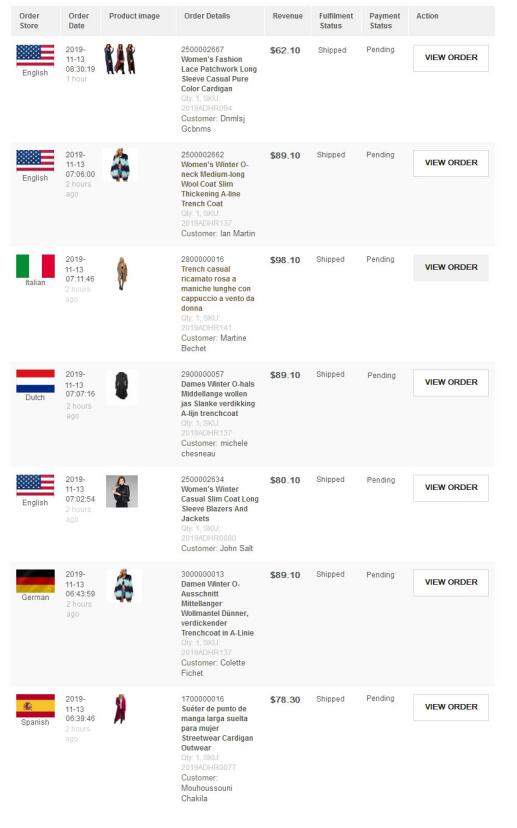 Order Store
Order Date
Product image
Order Details
Revenue
Fulfilment Status
Payment Status
Action
English
2019-
11-13
08:30:19
1 hour
2500002667
Women's Fashion
Lace Patchwork Long
Sleeve Casual Pure
Color Cardigan
Qty: 1, SKU:
2019ADHR094
Customer: Dnmlsj
Gcbnms
$62.10
Shipped
Pending
VIEW ORDER
English
2019-
11-13
07:06:00
2 hours
ago
2500002662
Women's Winter O-
neck Medium-long
Wool Coat Slim
Thickening A-line
Trench Coat
Qty: 1, SKU:
2019ADHR137
Customer: Ian Martin
$89.10
Shipped
Pending
VIEW ORDER
Italian
2019-
11-13
07:11:46
2 hours
ago
2800000016
Trench casual
ricamato rosa a
maniche lunghe con
cappuccio a vento da
donna
Qty: 1, SKU:
2019ADHR141
Customer: Martine
Bechet
$98.10
Shipped
Pending
VIEW ORDER
Dutch
2019-
11-13
07:07:16
2 hours
ago
2900000057
Dames Winter O-hals
Middellange wollen
jas Slanke verdikking
A-lijn trenchcoat
Qty: 1, SKU:
2019ADHR137
Customer: michele
chesneau
$89.10
Shipped
Pending
VIEW ORDER
English
2019-
11-13
07:02:54
2 hours
ago
2500002634
Women's Winter
Casual Slim Coat Long
Sleeve Blazers And
Jackets
Qty: 1, SKU:
2019ADHR0080
Customer: John Salt
$80.10
Shipped
Pending
VIEW ORDER
German
2019-
11-13
06:43:59
2 hours
ago
3000000013
Damen Winter O-
Ausschnitt
Mittellanger
Wollmantel Dünner,
verdickender
Trenchcoat in A-Linie
Qty: 1, SKU:
2019ADHR137
Customer: Colette
Fichet
$89.10
Shipped
Pending
VIEW ORDER
Spanish
2019-
11-13
06:39:46
2 hours
ago
1700000016
Suéter de punto de
manga larga suelta
para mujer
Streetwear Cardigan
Outwear
Qty: 1, SKU:
2019ADHR0077
Customer:
Mouhoussouni
Chakila
$78.30
Shipped
Pending
VIEW ORDER